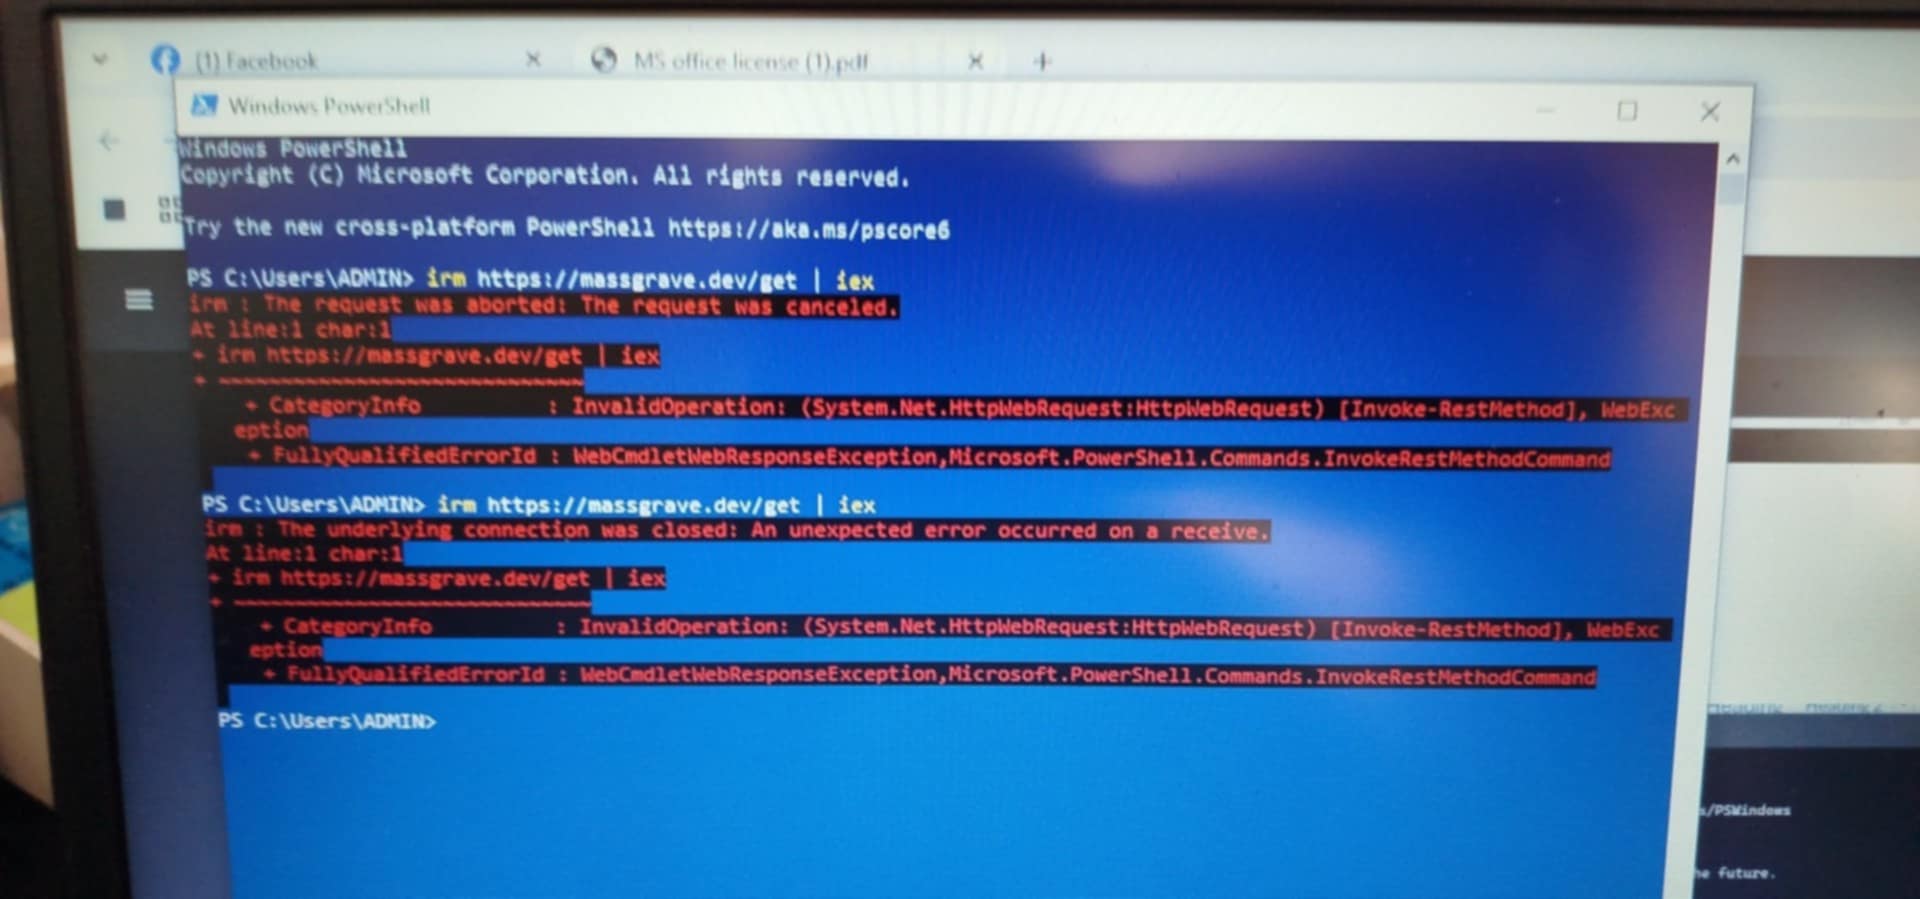 (1) Facebook
MS office license (1).pdf
Windows PowerShell
Windows PowerShell
Copyright (C) Microsoft Corporation. All rights reserved.
Try the new cross-platform PowerShell https://aka.ms/pscore6
PS C:\Users\ADMIN> irm https://massgrave.dev/get | iex
irm : The request was aborted: The request was canceled.
At line:1 char:1
+ irm https://massgrave.dev/get | iex
+ ~~~~~~~~~~~~~~~~~~~~~~~~~~~~~
+ CategoryInfo : InvalidOperation: (System.Net.HttpWebRequest:HttpWebRequest) [Invoke-RestMethod], WebExc
eption
+ FullyQualifiedErrorId : WebCmdletWebResponseException,Microsoft.PowerShell.Commands.InvokeRestMethodCommand
PS C:\Users\ADMIN> irm https://massgrave.dev/get | iex
irm : The underlying connection was closed: An unexpected error occurred on a receive.
At line:1 char:1
+ irm https://massgrave.dev/get | iex
+ ~~~~~~~~~~~~~~~~~~~~~~~~~~~~~
+ CategoryInfo : InvalidOperation: (System.Net.HttpWebRequest:HttpWebRequest) [Invoke-RestMethod], WebExc
eption
+ FullyQualifiedErrorId : WebCmdletWebResponseException,Microsoft.PowerShell.Commands.InvokeRestMethodCommand
PS C:\Users\ADMIN>
s/PSWindows
he future.